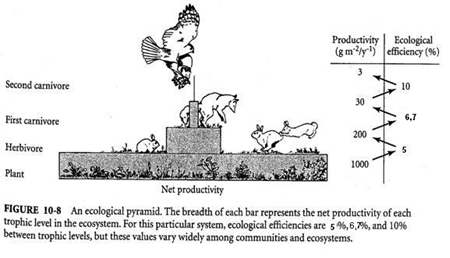 Productivity Ecological
(g m⁻²/y⁻¹) efficiency (%)
3
10
Second carnivore
30
6,7
First carnivore
200
Herbivore
5
1000
Plant
Net productivity
FIGURE 10-8 An ecological pyramid. The breadth of each bar represents the net productivity of each
trophic level in the ecosystem. For this particular system, ecological efficiencies are 5 %, 6,7%, and 10%
between trophic levels, but these values vary widely among communities and ecosystems.